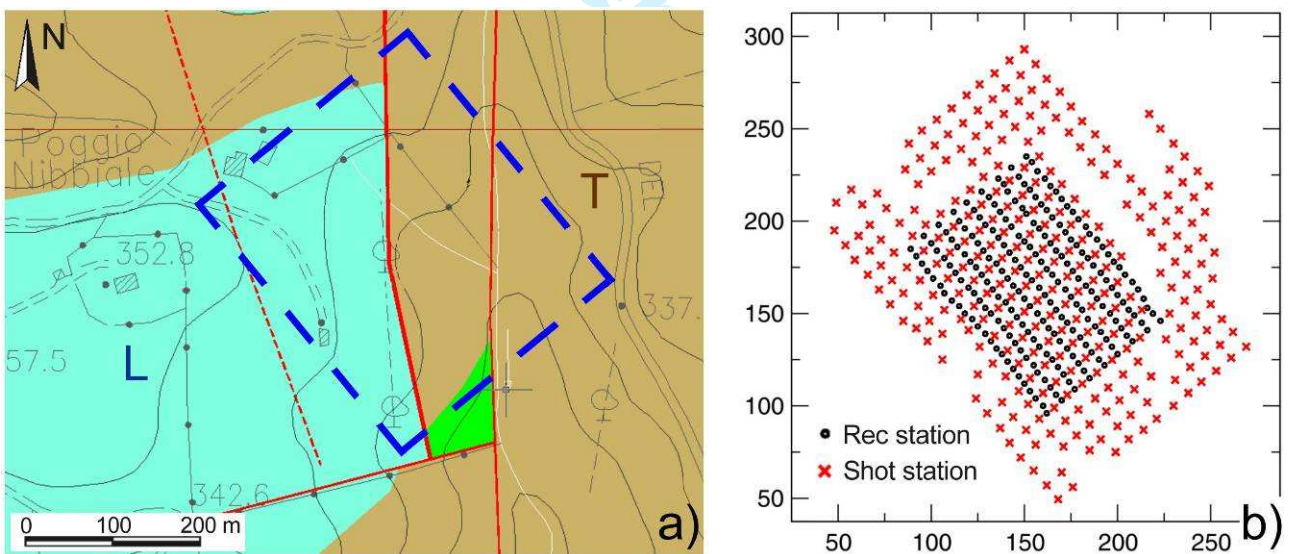 N
Poggio
Nibbiale
T
352.8
57.5
L
337.
342.6
0 100 200 m
a)
300
250
200
150
100
50
50 100 150 200 250
Rec station
Shot station
b)